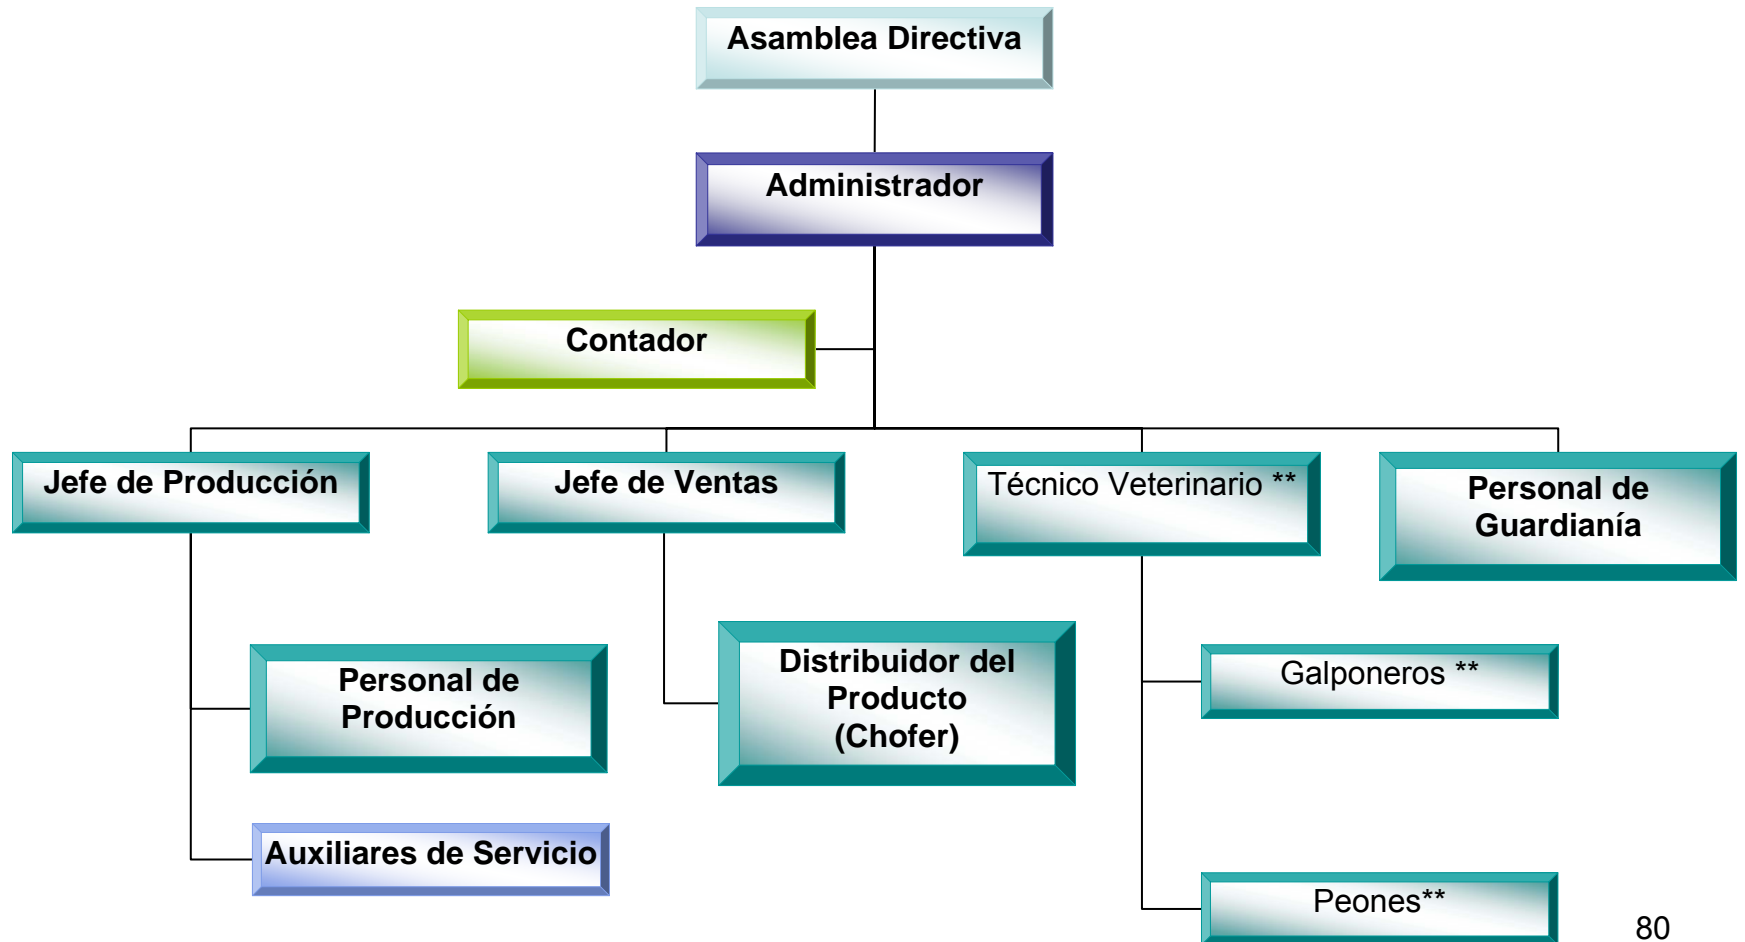 Asamblea Directiva
Administrador
Contador
Jefe de Producción
Jefe de Ventas
Técnico Veterinario **
Personal de
Guardianía
Personal de
Producción
Distribuidor del
Producto
(Chofer)
Galponeros **
Auxiliares de Servicio
Peones**
80